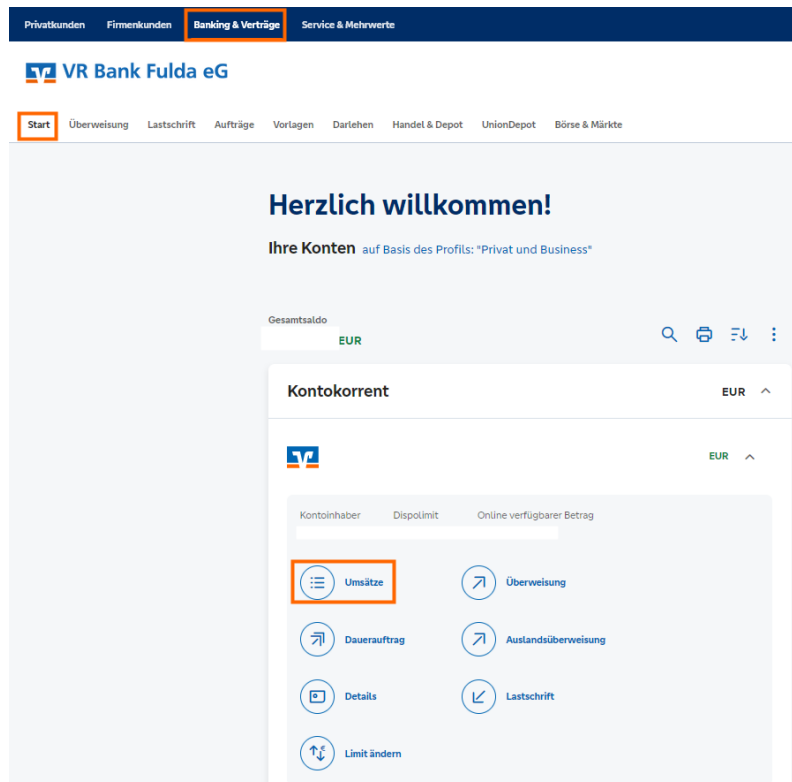 Privatkunden Firmenkunden Banking & Verträge Service & Mehrwerte
VR Bank Fulda eG
Start Überweisung Lastschrift Aufträge Vorlagen Darlehen Handel & Depot UnionDepot Börse & Märkte
Herzlich willkommen!
Ihre Konten auf Basis des Profils: "Privat und Business"
Gesamtsaldo
EUR
Kontokorrent EUR
EUR
Kontoinhaber Dispolimit Online verfügbarer Betrag
Umsätze Überweisung
Dauerauftrag Auslandsüberweisung
Details Lastschrift
Limit ändern